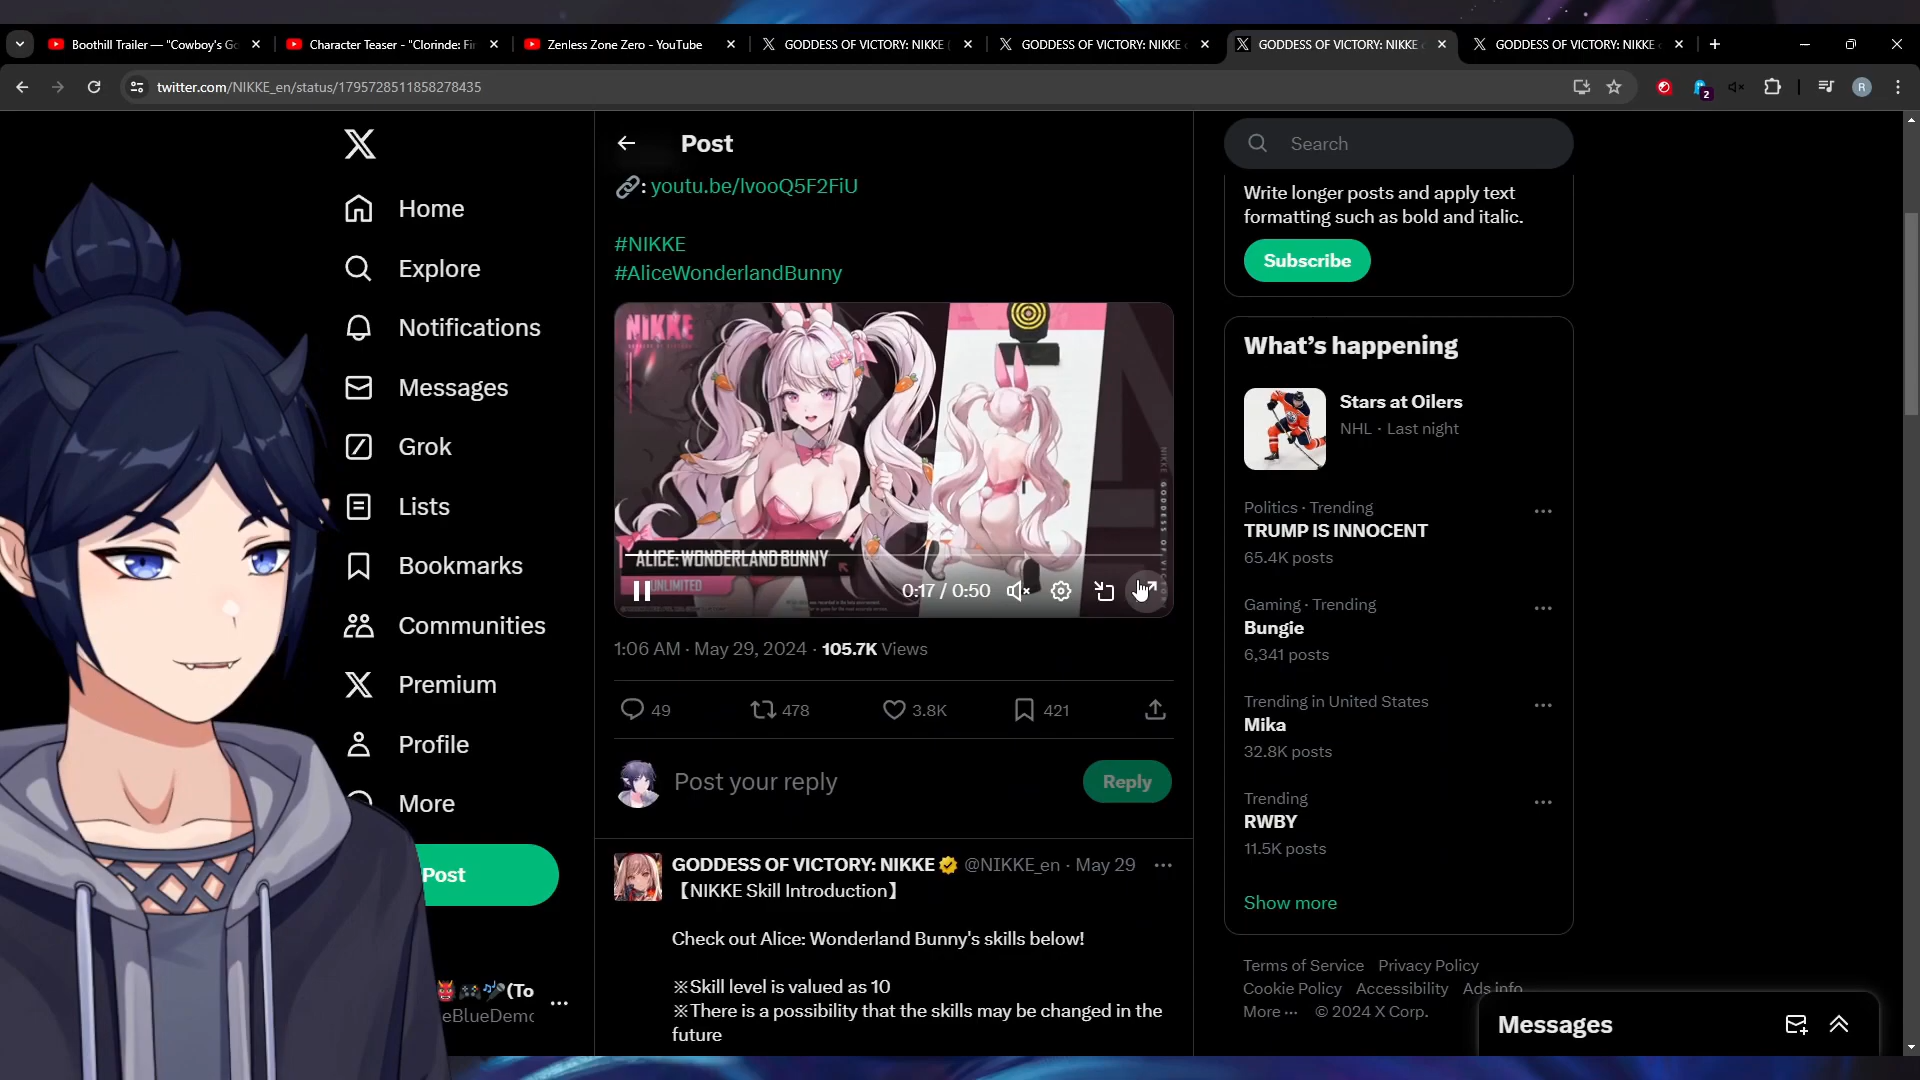 Boothill Trailer — "Cowboy's Go
Character Teaser - "Clorinde: Fi
Zenless Zone Zero - YouTube
GODDESS OF VICTORY: NIKKE (
GODDESS OF VICTORY: NIKKE
GODDESS OF VICTORY: NIKKE
GODDESS OF VICTORY: NIKKE
twitter.com/NIKKE_en/status/1795728511858278435
2
R
Home
Explore
Notifications
Messages
Grok
Lists
Bookmarks
Communities
Premium
Profile
More
Post
(To
eBlueDemo
Post
: youtu.be/lvooQ5F2FiU
#NIKKE
#AliceWonderlandBunny
NIKKE
ALICE: WONDERLAND BUNNY
UNLIMITED
0:17 / 0:50
1:06 AM · May 29, 2024 · 105.7K Views
49
478
3.8K
421
Post your reply
Reply
GODDESS OF VICTORY: NIKKE @NIKKE_en · May 29
【NIKKE Skill Introduction】
Check out Alice: Wonderland Bunny's skills below!
※Skill level is valued as 10
※There is a possibility that the skills may be changed in the
future
Search
Write longer posts and apply text
formatting such as bold and italic.
Subscribe
What's happening
Stars at Oilers
NHL · Last night
Politics · Trending
TRUMP IS INNOCENT
65.4K posts
Gaming · Trending
Bungie
6,341 posts
Trending in United States
Mika
32.8K posts
Trending
RWBY
11.5K posts
Show more
Terms of Service Privacy Policy
Cookie Policy Accessibility Ads info
More ··· © 2024 X Corp.
Messages